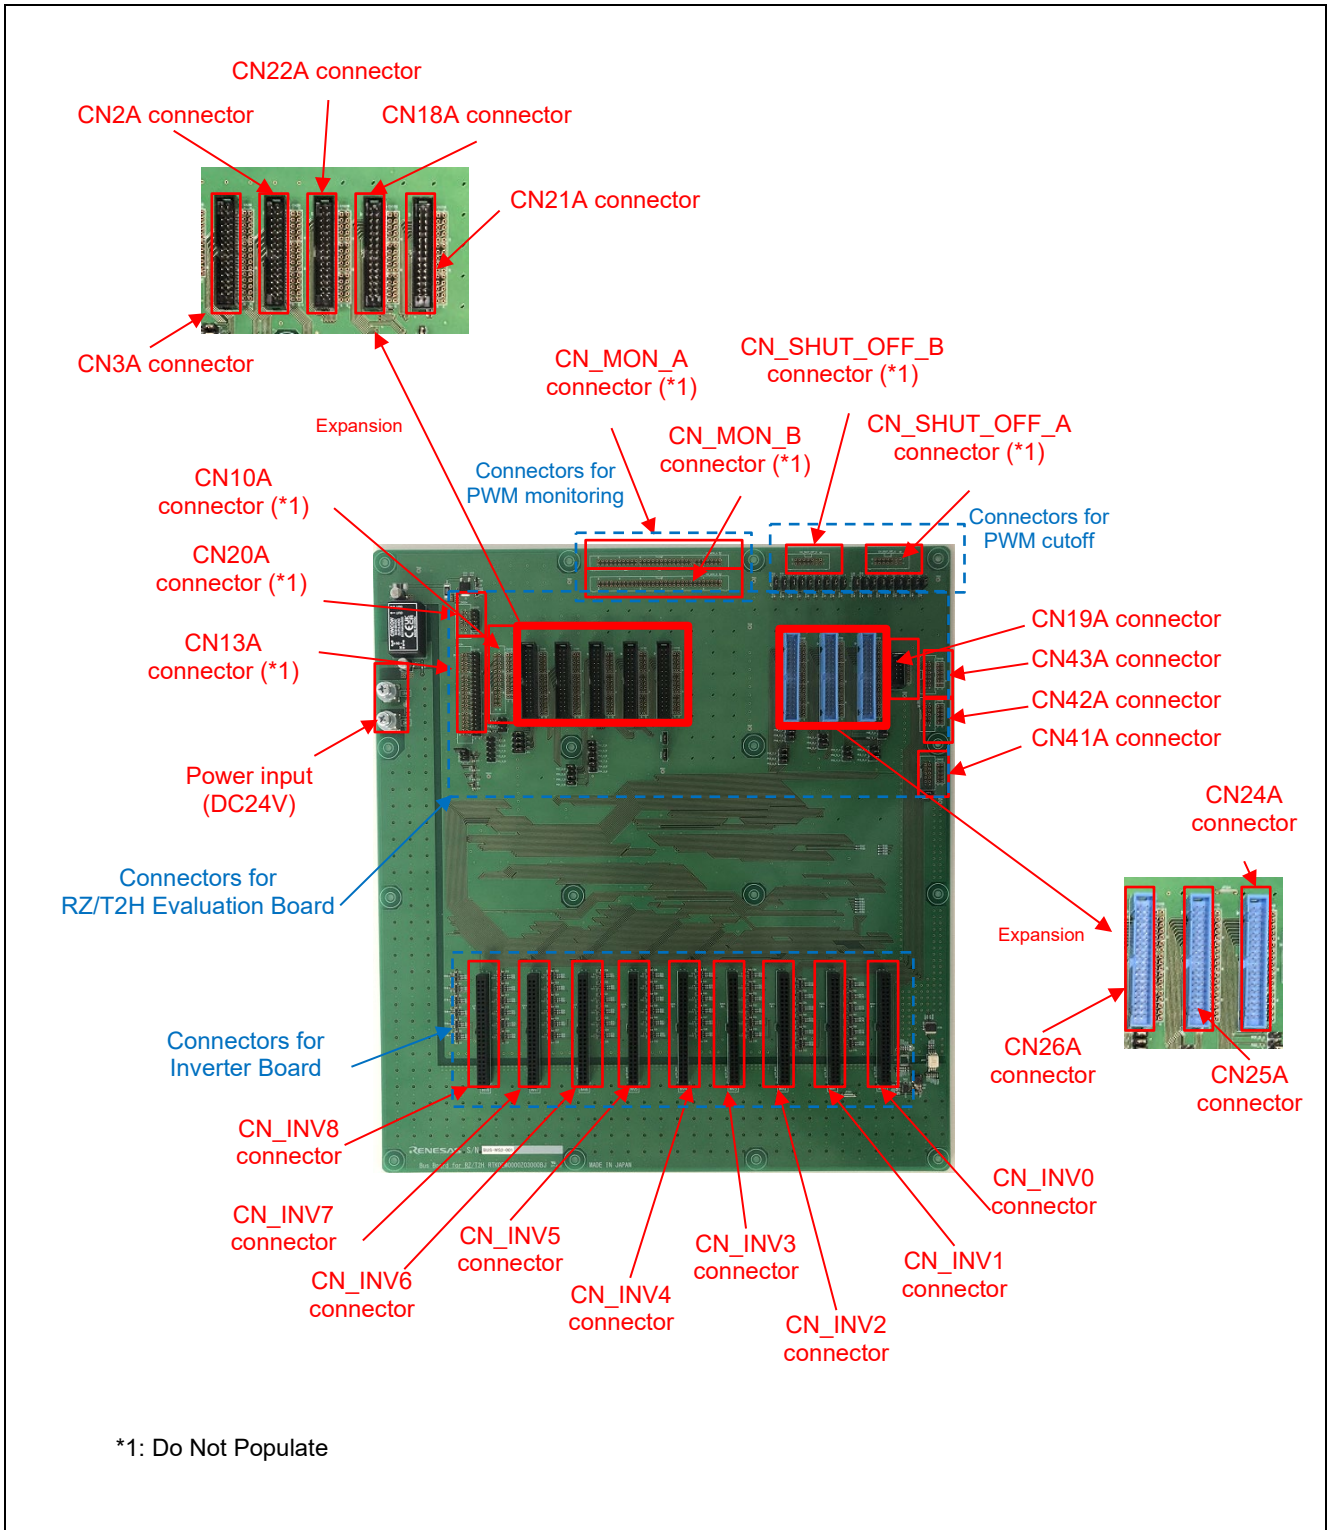 CN22A connector
CN2A connector
CN18A connector
CN21A connector
CN3A connector
CN_MON_A
connector (*1)
CN_SHUT_OFF_B
connector (*1)
Expansion
CN_MON_B
connector (*1)
CN_SHUT_OFF_A
connector (*1)
Connectors for
PWM monitoring
CN10A
connector (*1)
Connectors for
PWM cutoff
CN20A
connector (*1)
CN19A connector
CN13A
connector (*1)
CN43A connector
CN42A connector
CN41A connector
Power input
(DC24V)
CN24A
connector
Connectors for
RZ/T2H Evaluation Board
Expansion
Connectors for
Inverter Board
CN26A
connector
CN25A
connector
CN_INV8
connector
RENESAS S/N
MADE IN JAPAN
CN_INV0
connector
CN_INV7
connector
CN_INV5
connector
CN_INV3
connector
CN_INV1
connector
CN_INV6
connector
CN_INV4
connector
CN_INV2
connector
*1: Do Not Populate